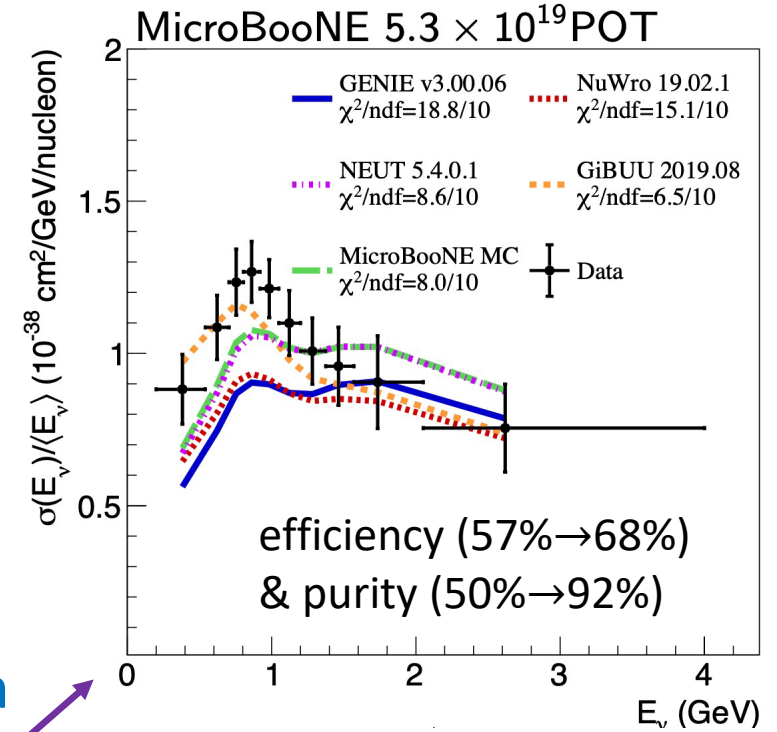 MicroBooNE 5.3 × 10¹⁹POT
σ(Eν)/⟨Eν⟩ (10⁻³⁸ cm²/GeV/nucleon)
2
1.5
1
0.5
GENIE v3.00.06
χ²/ndf=18.8/10
NuWro 19.02.1
χ²/ndf=15.1/10
NEUT 5.4.0.1
χ²/ndf=8.6/10
GiBUU 2019.08
χ²/ndf=6.5/10
MicroBooNE MC
χ²/ndf=8.0/10
Data
efficiency (57%→68%)
& purity (50%→92%)
0 1 2 3 4
Eν (GeV)